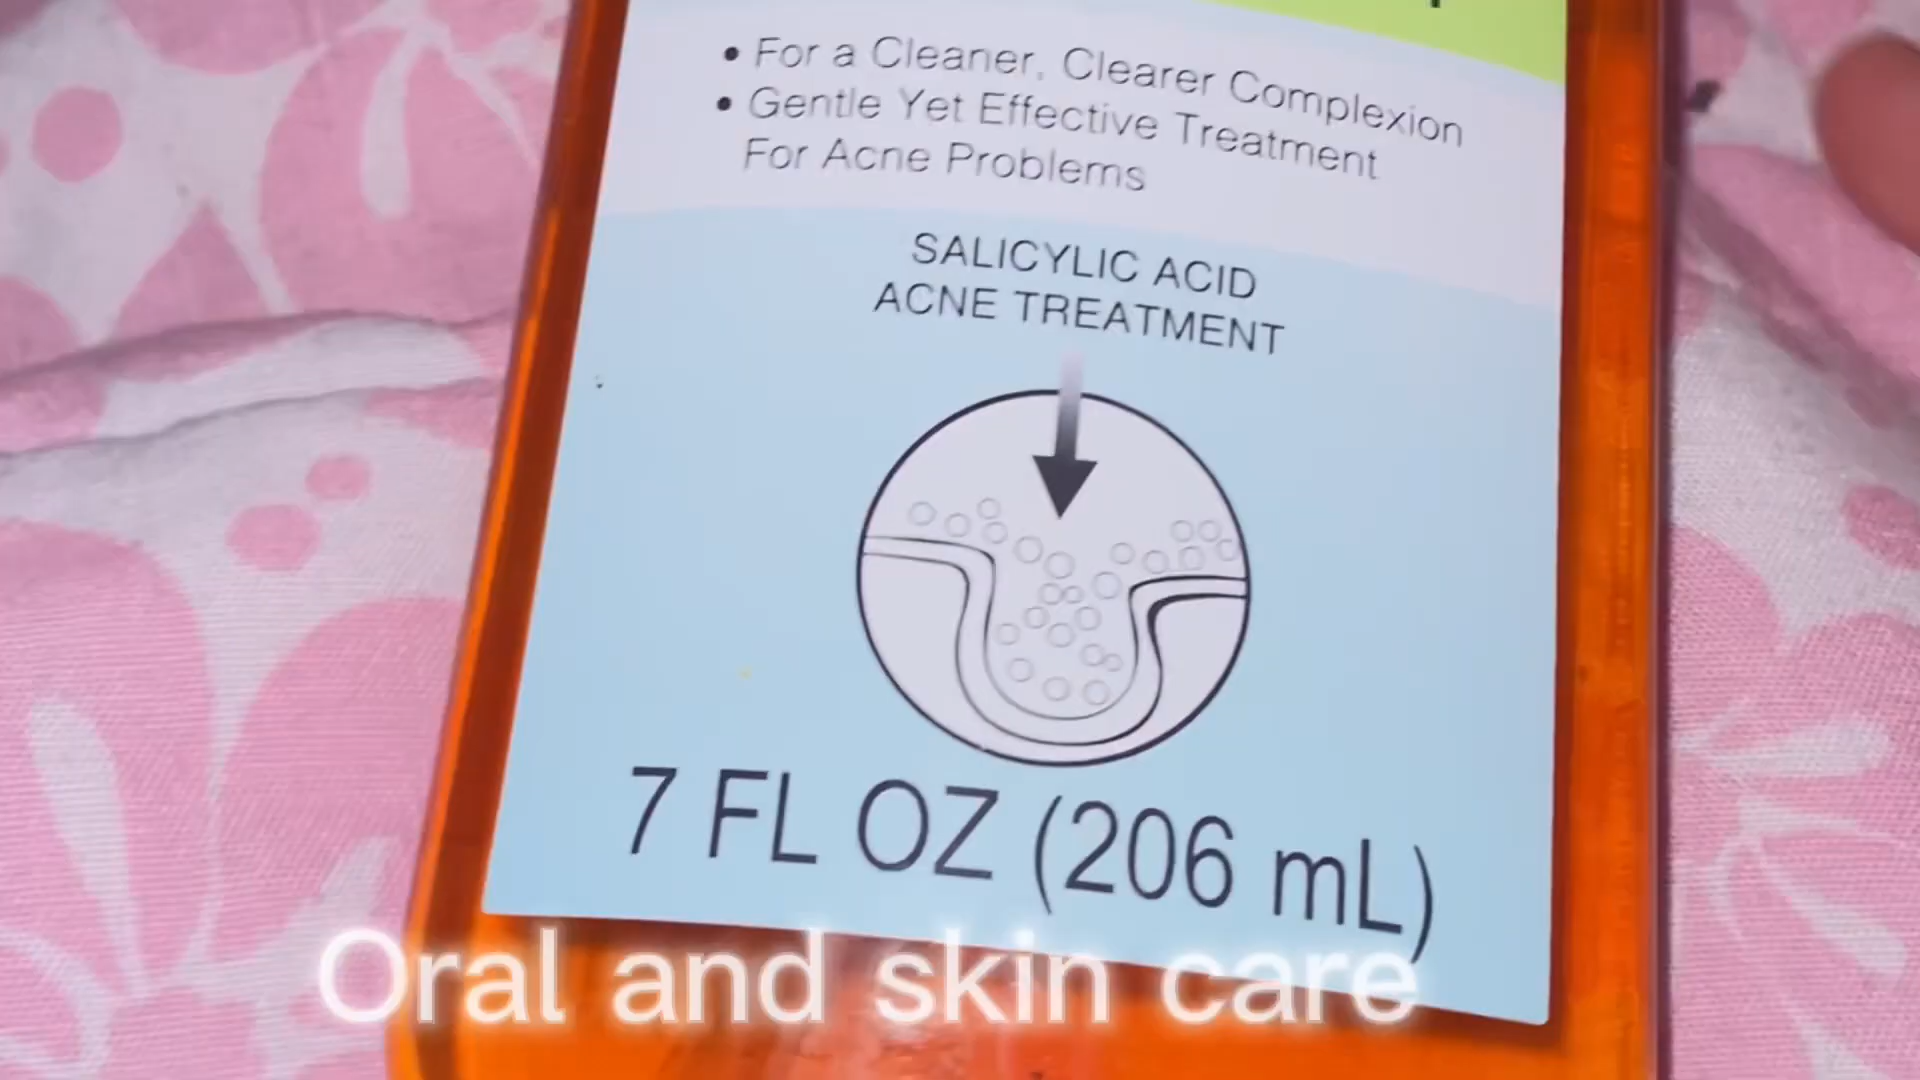 • For a Cleaner, Clearer Complexion
• Gentle Yet Effective Treatment
For Acne Problems
SALICYLIC ACID
ACNE TREATMENT
7 FL OZ (206 mL)
Oral and skin care